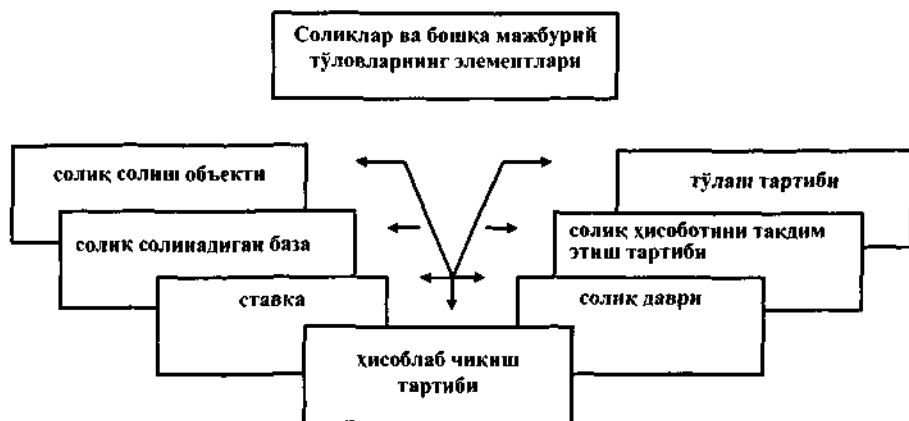 Солиқлар ва бошқа мажбурий
тўловларнинг элементлари
солиқ солиш объекти
тўлаш тартиби
солиқ солинадиган база
солиқ ҳисоботини тақдим
этиш тартиби
ставка
солиқ даври
ҳисоблаб чиқиш
тартиби